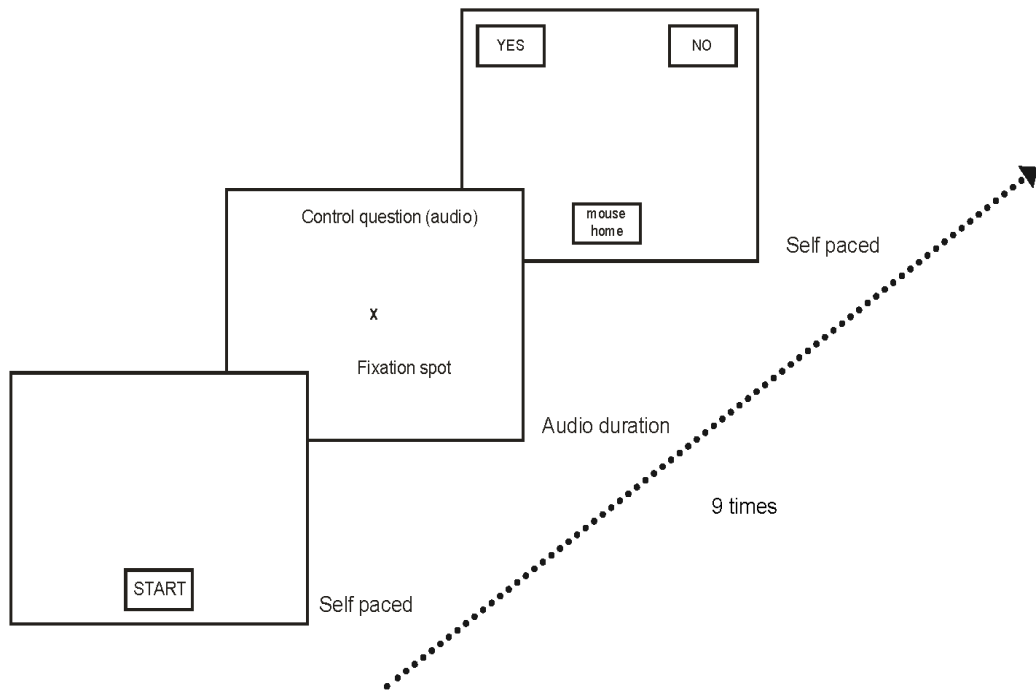 YES
NO
mouse
home
Self paced
Control question (audio)
x
Fixation spot
Audio duration
9 times
START
Self paced